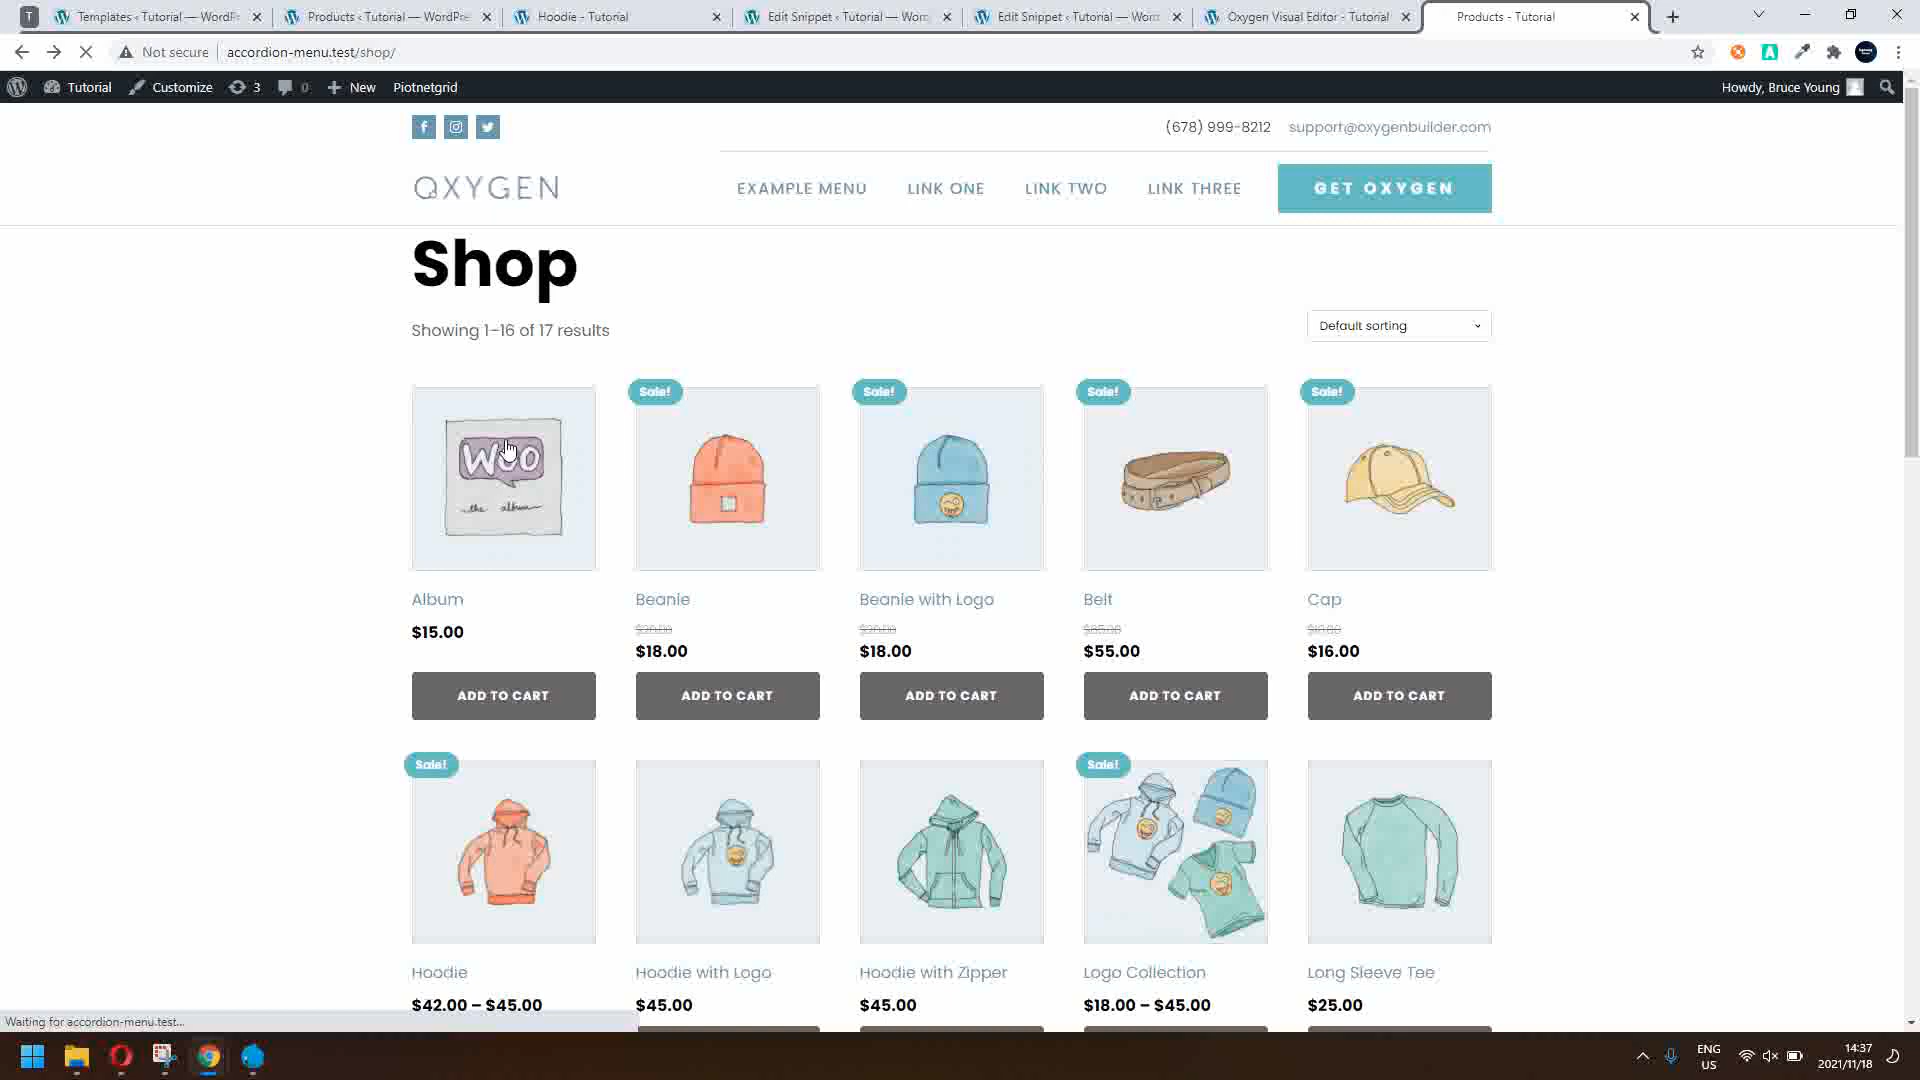 T
Templates ‹ Tutorial — WordPr
Products ‹ Tutorial — WordPre
Hoodie - Tutorial
Edit Snippet ‹ Tutorial — Word
Edit Snippet ‹ Tutorial — Word
Oxygen Visual Editor - Tutorial
Products - Tutorial
Not secure
accordion-menu.test/shop/
Tutorial
Customize
3
0
New
Piotnetgrid
Howdy, Bruce Young
(678) 999-8212
support@oxygenbuilder.com
OXYGEN
EXAMPLE MENU
LINK ONE
LINK TWO
LINK THREE
GET OXYGEN
Shop
Showing 1–16 of 17 results
Default sorting
Sale!
Sale!
Sale!
Sale!
Woo
the album
Album
Beanie
Beanie with Logo
Belt
Cap
$20.00
$20.00
$65.00
$18.00
$15.00
$18.00
$18.00
$55.00
$16.00
ADD TO CART
ADD TO CART
ADD TO CART
ADD TO CART
ADD TO CART
Sale!
Sale!
Hoodie
Hoodie with Logo
Hoodie with Zipper
Logo Collection
Long Sleeve Tee
$42.00 – $45.00
$45.00
$45.00
$18.00 – $45.00
$25.00
Waiting for accordion-menu.test...
ENG
US
14:37
2021/11/18